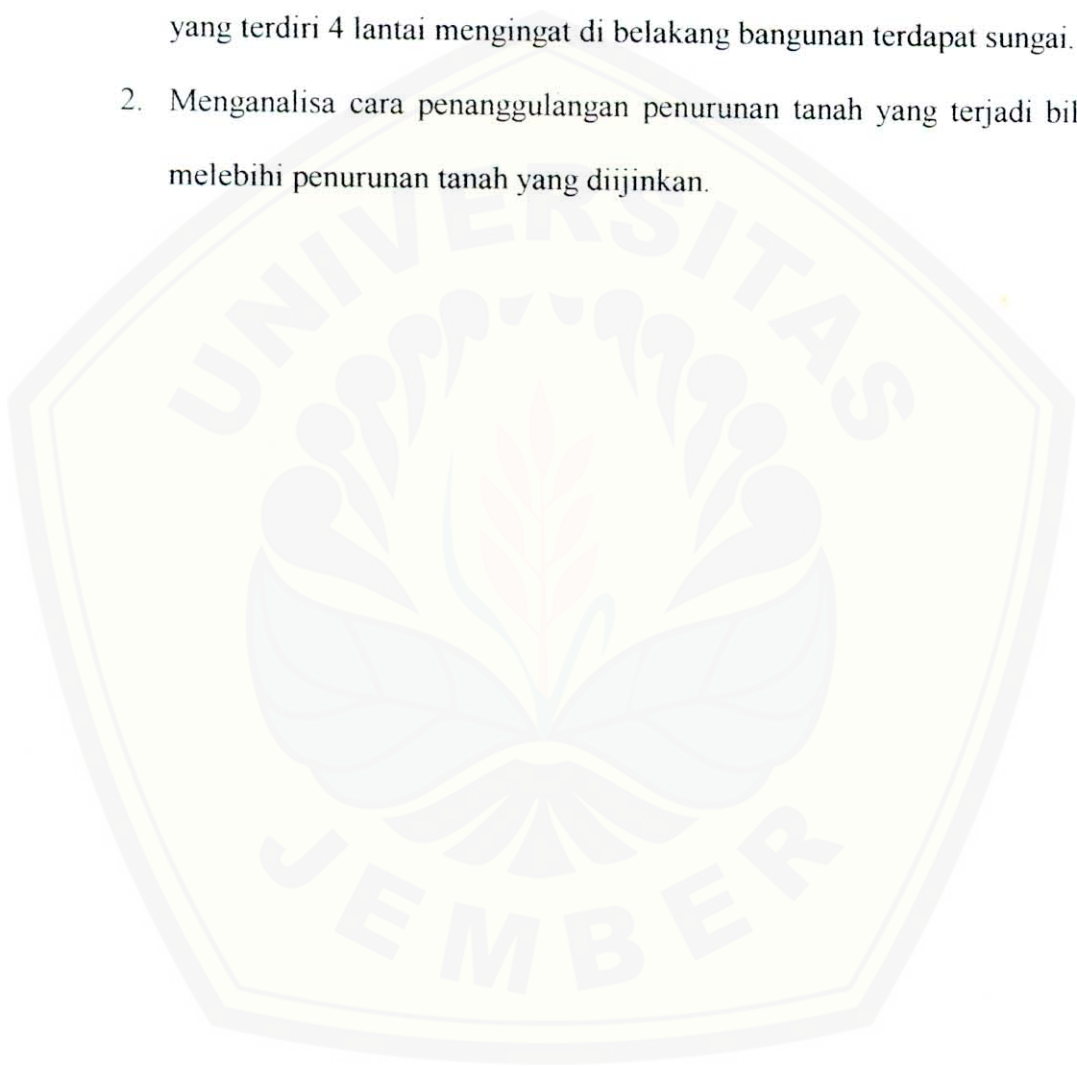 yang terdiri 4 lantai mengingat di belakang bangunan terdapat sungai.
2. Menganalisa cara penanggulangan penurunan tanah yang terjadi
melebihi penurunan tanah yang diijinkan.
UNIVERSITAS
JEMBER